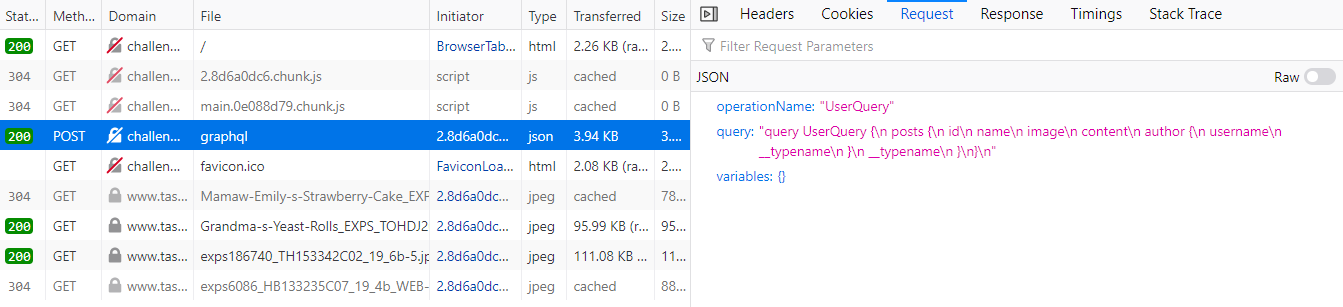 Stat... Meth... Domain File Initiator Type Transferred Size
200 GET challen... / BrowserTab... html 2.26 KB (ra... 2....
304 GET challen... 2.8d6a0dc6.chunk.js script js cached 0 B
304 GET challen... main.0e088d79.chunk.js script js cached 0 B
200 POST challen... graphql 2.8d6a0dc... json 3.94 KB 3....
GET challen... favicon.ico FaviconLoa... html 2.08 KB (ra... 2....
304 GET www.tas... Mamaw-Emily-s-Strawberry-Cake_EXP 2.8d6a0dc... jpeg cached 78...
200 GET www.tas... Grandma-s-Yeast-Rolls_EXPS_TOHDJ2 2.8d6a0dc... jpeg 95.99 KB (r... 95...
200 GET www.tas... exps186740_TH153342C02_19_6b-5.jp 2.8d6a0dc... jpeg 111.08 KB ... 11...
304 GET www.tas... exps6086_HB133235C07_19_4b_WEB- 2.8d6a0dc... jpeg cached 88...
Headers Cookies Request Response Timings Stack Trace
Filter Request Parameters
JSON Raw
operationName: "UserQuery"
query: "query UserQuery {\n posts {\n id\n name\n image\n content\n author {\n username\n
__typename\n }\n __typename\n }\n}\n"
variables: {}